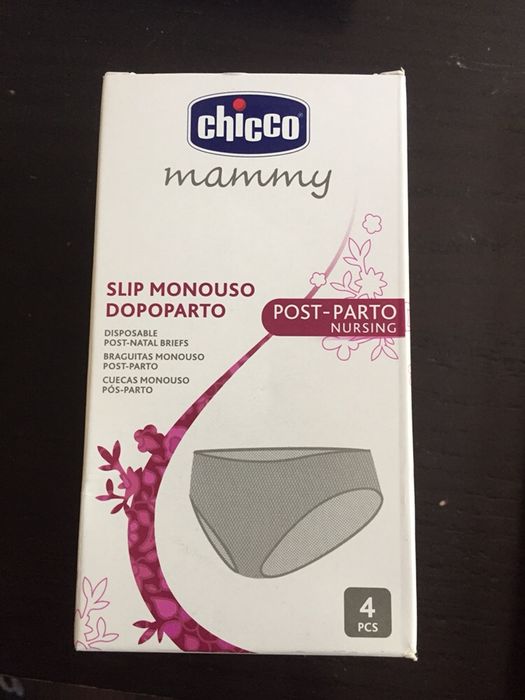 chicco
mammy
SLIP MONOUSO
DOPOPARTO
POST-PARTO
NURSING
DISPOSABLE
POST-NATAL BRIEFS
BRAGUITAS MONOUSO
POST-PARTO
CUECAS MONOUSO
PÓS-PARTO
4
PCS